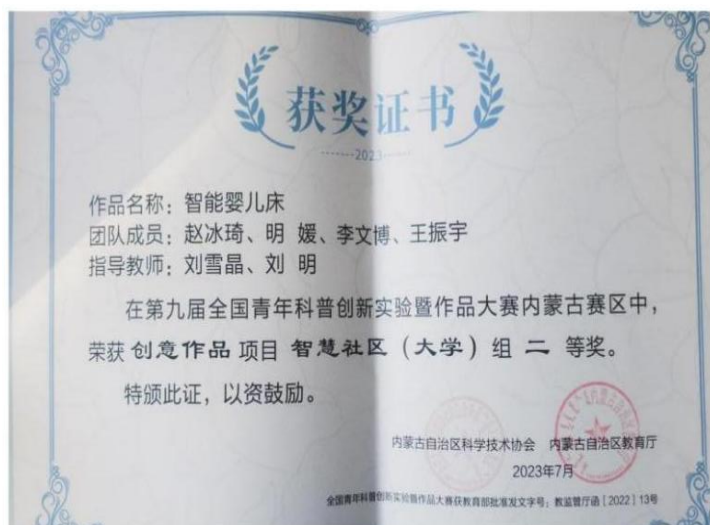 获奖证书
2023
作品名称：智能婴儿床
团队成员：赵冰琦、明 媛、李文博、王振宇
指导教师：刘雪晶、刘 明
在第九届全国青年科普创新实验暨作品大赛内蒙古赛区中，
荣获 创意作品 项目 智慧社区（大学）组 二 等奖。
特颁此证，以资鼓励。
内蒙古自治区科学技术协会 内蒙古自治区教育厅
2023年7月
全国青年科普创新实验暨作品大赛获教育部批准发文字号：教监管厅函［2022］13号